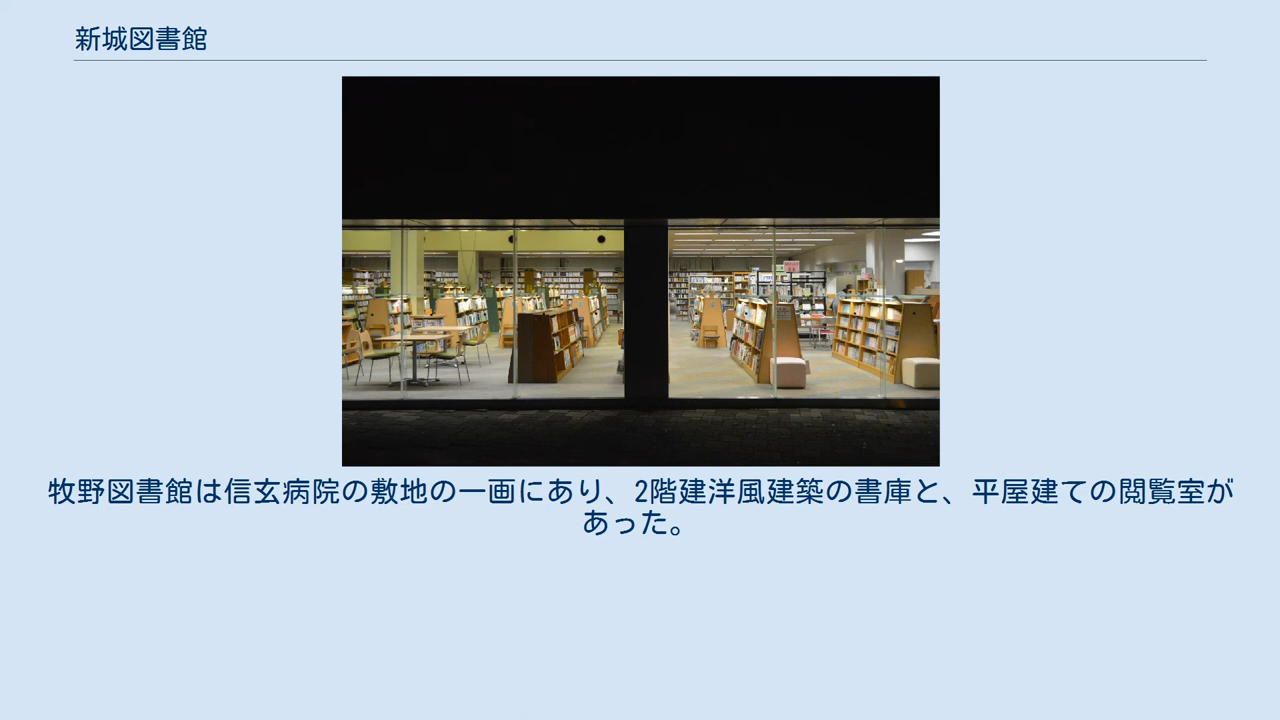 新城図書館
牧野図書館は信玄病院の敷地の一画にあり、2階建洋風建築の書庫と、平屋建ての閲覧室が
あった。